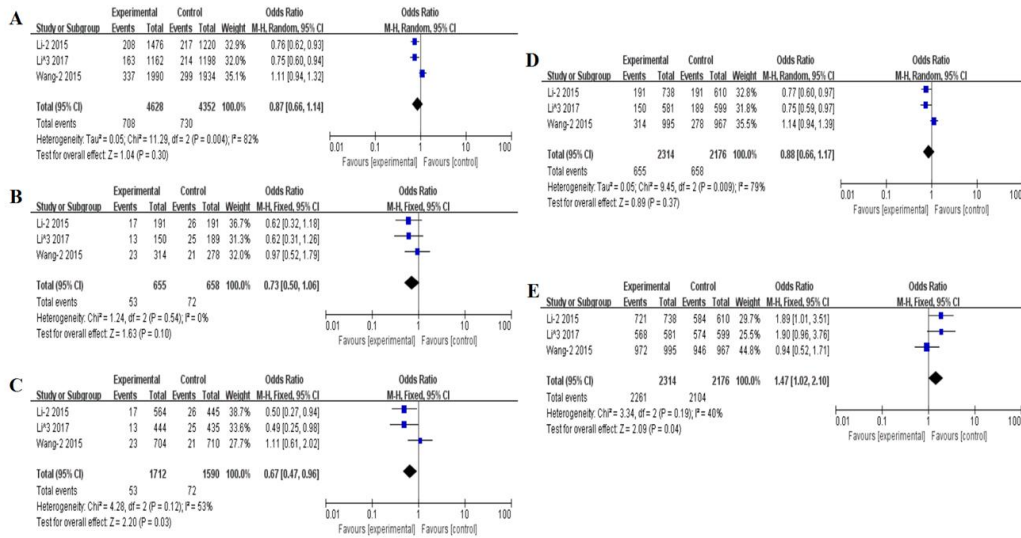 A
Experimental Control Odds Ratio Odds Ratio
Study or Subgroup Events Total Events Total Weight M-H, Random, 95% CI M-H, Random, 95% CI
Li-2 2015 208 1476 217 1220 32.9% 0.76 [0.62, 0.93]
Li^3 2017 163 1162 214 1198 32.0% 0.75 [0.60, 0.94]
Wang-2 2015 337 1990 299 1934 35.1% 1.11 [0.94, 1.32]
Total (95% CI) 4628 4352 100.0% 0.87 [0.66, 1.14]
Total events 708 730
Heterogeneity: Tau² = 0.05; Chi² = 11.29, df = 2 (P = 0.004); I² = 82%
Test for overall effect: Z = 1.04 (P = 0.30)
0.01 0.1 1 10 100
Favours [experimental] Favours [control]
B
Experimental Control Odds Ratio Odds Ratio
Study or Subgroup Events Total Events Total Weight M-H, Fixed, 95% CI M-H, Fixed, 95% CI
Li-2 2015 17 191 26 191 36.7% 0.62 [0.32, 1.18]
Li^3 2017 13 150 25 189 31.3% 0.62 [0.31, 1.26]
Wang-2 2015 23 314 21 278 32.0% 0.97 [0.52, 1.79]
Total (95% CI) 655 658 100.0% 0.73 [0.50, 1.06]
Total events 53 72
Heterogeneity: Chi² = 1.24, df = 2 (P = 0.54); I² = 0%
Test for overall effect: Z = 1.63 (P = 0.10)
0.01 0.1 1 10 100
Favours [experimental] Favours [control]
C
Experimental Control Odds Ratio Odds Ratio
Study or Subgroup Events Total Events Total Weight M-H, Fixed, 95% CI M-H, Fixed, 95% CI
Li-2 2015 17 564 26 445 38.7% 0.50 [0.27, 0.94]
Li^3 2017 13 444 25 435 33.6% 0.49 [0.25, 0.98]
Wang-2 2015 23 704 21 710 27.7% 1.11 [0.61, 2.02]
Total (95% CI) 1712 1590 100.0% 0.67 [0.47, 0.96]
Total events 53 72
Heterogeneity: Chi² = 4.28, df = 2 (P = 0.12); I² = 53%
Test for overall effect: Z = 2.20 (P = 0.03)
0.01 0.1 1 10 100
Favours [experimental] Favours [control]
D
Experimental Control Odds Ratio Odds Ratio
Study or Subgroup Events Total Events Total Weight M-H, Random, 95% CI M-H, Random, 95% CI
Li-2 2015 191 738 191 610 32.8% 0.77 [0.60, 0.97]
Li^3 2017 150 581 189 599 31.8% 0.75 [0.59, 0.97]
Wang-2 2015 314 995 278 967 35.5% 1.14 [0.94, 1.39]
Total (95% CI) 2314 2176 100.0% 0.88 [0.66, 1.17]
Total events 655 658
Heterogeneity: Tau² = 0.05; Chi² = 9.45, df = 2 (P = 0.009); I² = 79%
Test for overall effect: Z = 0.89 (P = 0.37)
0.01 0.1 1 10 100
Favours [experimental] Favours [control]
E
Experimental Control Odds Ratio Odds Ratio
Study or Subgroup Events Total Events Total Weight M-H, Fixed, 95% CI M-H, Fixed, 95% CI
Li-2 2015 721 738 584 610 29.7% 1.89 [1.01, 3.51]
Li^3 2017 568 581 574 599 25.5% 1.90 [0.96, 3.76]
Wang-2 2015 972 995 946 967 44.8% 0.94 [0.52, 1.71]
Total (95% CI) 2314 2176 100.0% 1.47 [1.02, 2.10]
Total events 2261 2104
Heterogeneity: Chi² = 3.34, df = 2 (P = 0.19); I² = 40%
Test for overall effect: Z = 2.09 (P = 0.04)
0.01 0.1 1 10 100
Favours [experimental] Favours [control]